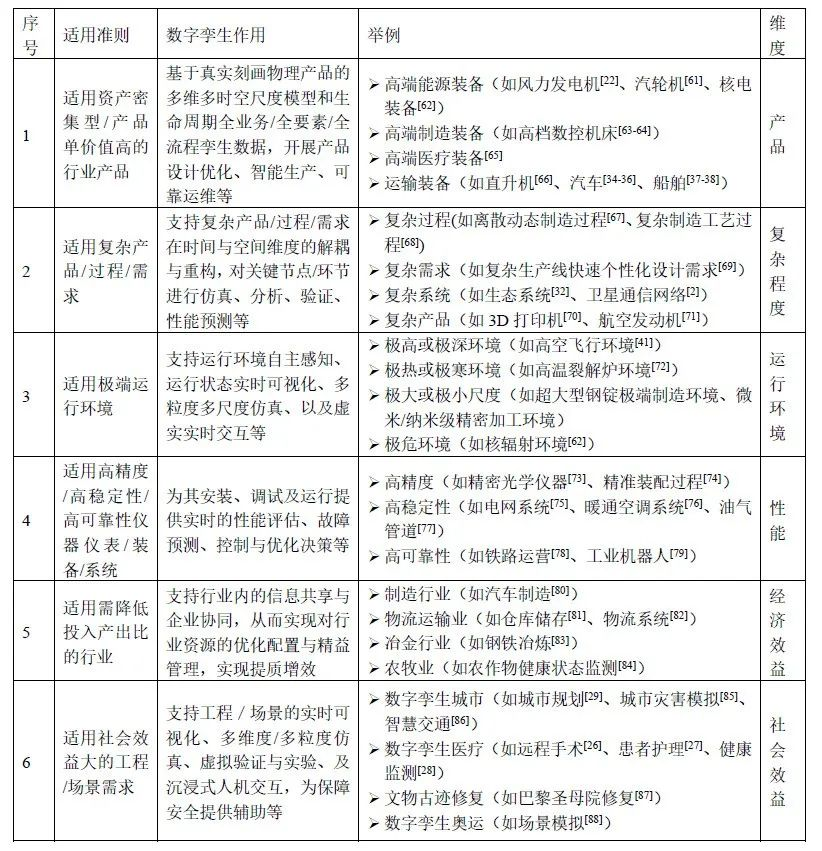 序号
适用准则
数字孪生作用
举例
维度
1
适用资产密
集型/产品
单价值高的
行业产品
基于真实刻画物理产品的
多维多时空尺度模型和生
命周期全业务/全要素/全
流程孪生数据，开展产品
设计优化、智能生产、可
靠运维等
➢高端能源装备（如风力发电机[22]、汽轮机[61]、核电
装备[62]）
➢高端制造装备（如高档数控机床[63-64]）
➢高端医疗装备[65]
➢运输装备（如直升机[66]、汽车[34-36]、船舶[37-38]）
产品
2
适用复杂产
品/过程/需
求
支持复杂产品/过程/需求
在时间与空间维度的解耦
与重构，对关键节点/环节
进行仿真、分析、验证、
性能预测等
➢复杂过程(如离散动态制造过程[67]、复杂制造工艺过
程[68])
➢复杂需求（如复杂生产线快速个性化设计需求[69]）
➢复杂系统（如生态系统[32]、卫星通信网络[2]）
➢复杂产品（如 3D 打印机[70]、航空发动机[71]）
复杂程度
3
适用极端运
行环境
支持运行环境自主感知、
运行状态实时可视化、多
粒度多尺度仿真、以及虚
实实时交互等
➢极高或极深环境（如高空飞行环境[41]）
➢极热或极寒环境（如高温裂解炉环境[72]）
➢极大或极小尺度（如超大型钢锭极端制造环境、微
米/纳米级精密加工环境）
➢极危环境（如核辐射环境[62]）
运行环境
4
适用高精度
/高稳定性/
高可靠性仪
器仪表/装
备/系统
为其安装、调试及运行提
供实时的性能评估、故障
预测、控制与优化决策等
➢高精度（如精密光学仪器[73]、精准装配过程[74]）
➢高稳定性（如电网系统[75]、暖通空调系统[76]、油气
管道[77]）
➢高可靠性（如铁路运营[78]、工业机器人[79]）
性能
5
适用需降低
投入产出比
的行业
支持行业内的信息共享与
企业协同，从而实现对行
业资源的优化配置与精益
管理，实现提质增效
➢制造行业（如汽车制造[80]）
➢物流运输业（如仓库储存[81]、物流系统[82]）
➢冶金行业（如钢铁冶炼[83]）
➢农牧业（如农作物健康状态监测[84]）
经济效益
6
适用社会效
益大的工程
/场景需求
支持工程／场景的实时可
视化、多维度/多粒度仿
真、虚拟验证与实验、及
沉浸式人机交互，为保障
安全提供辅助等
➢数字孪生城市（如城市规划[29]、城市灾害模拟[85]、
智慧交通[86]）
➢数字孪生医疗（如远程手术[26]、患者护理[27]、健康
监测[28]）
➢文物古迹修复（如巴黎圣母院修复[87]）
➢数字孪生奥运（如场景模拟[88]）
社会效益